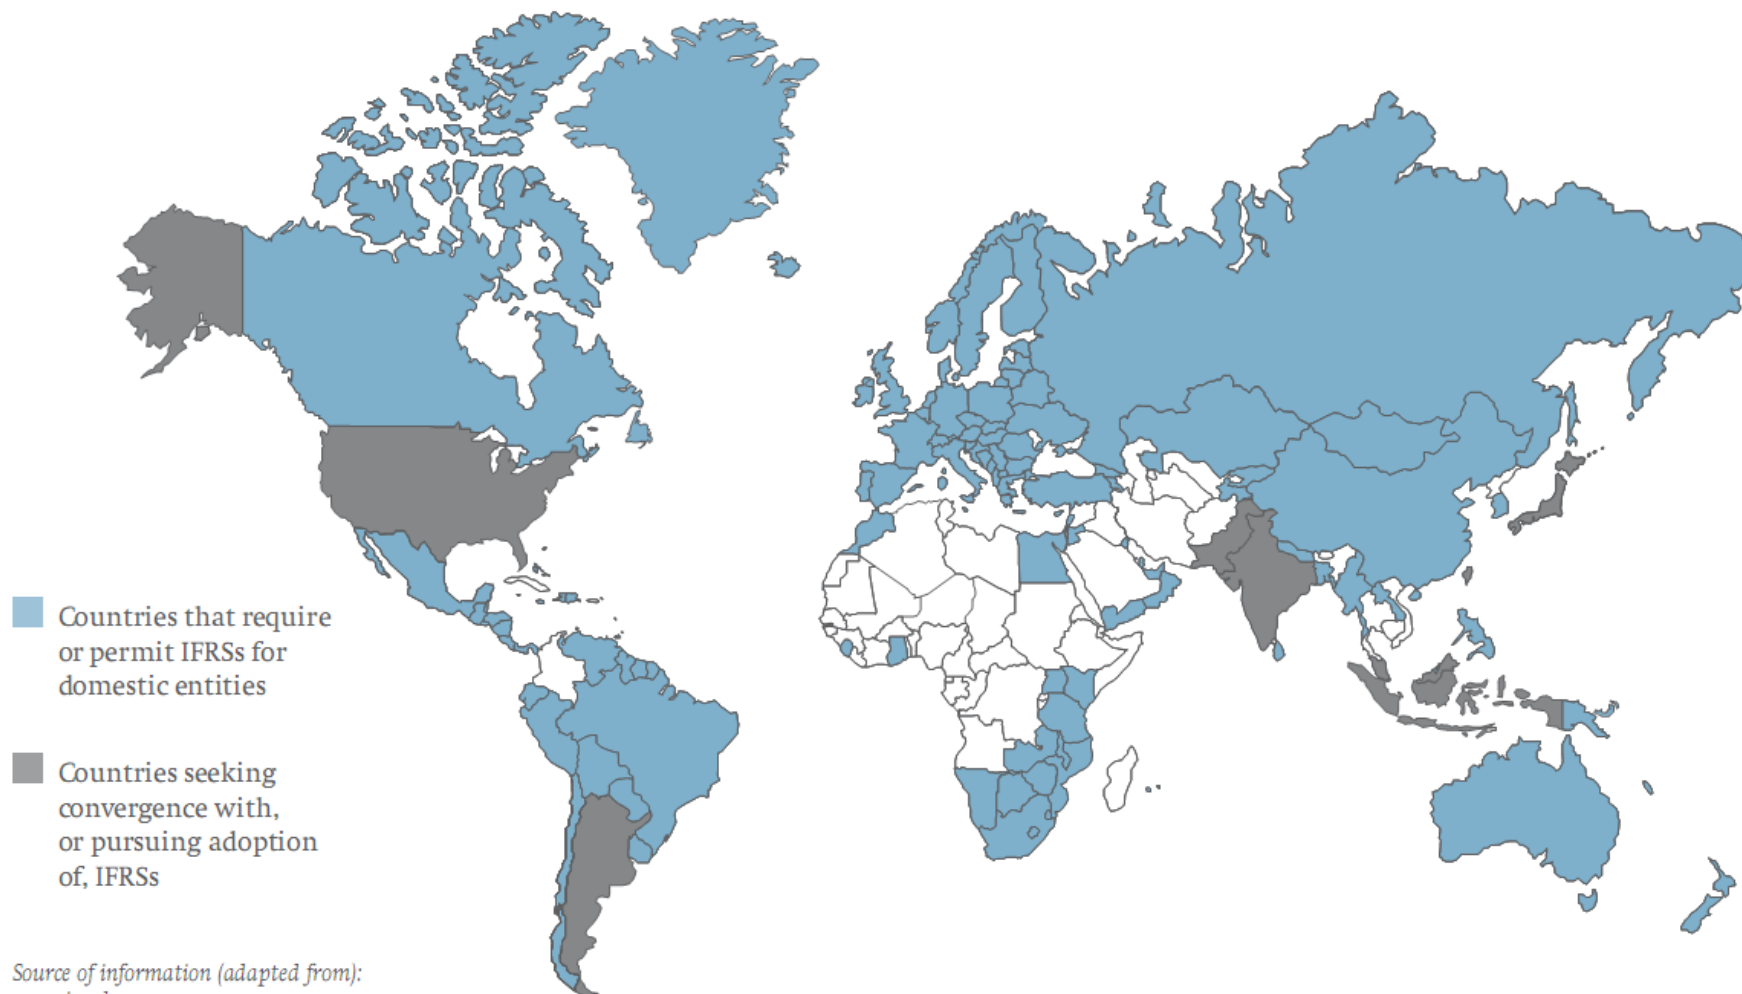 Countries that require
or permit IFRSs for
domestic entities
Countries seeking
convergence with,
or pursuing adoption
of, IFRSs
Source of information (adapted from):